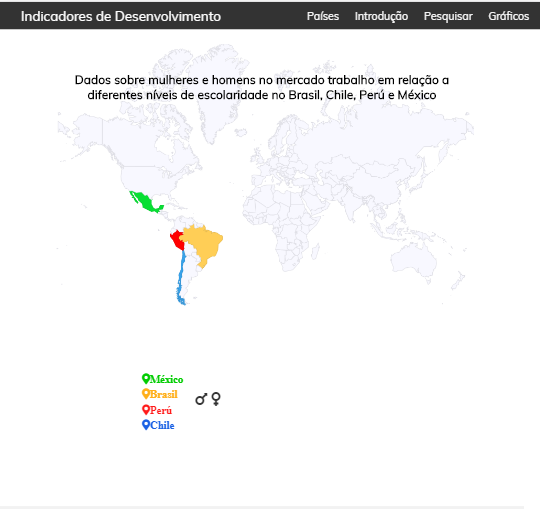 Indicadores de Desenvolvimento
Países
Introdução
Pesquisar
Gráficos
Dados sobre mulheres e homens no mercado trabalho em relação a
diferentes níveis de escolaridade no Brasil, Chile, Perú e México
México
Brasil
Perú
Chile